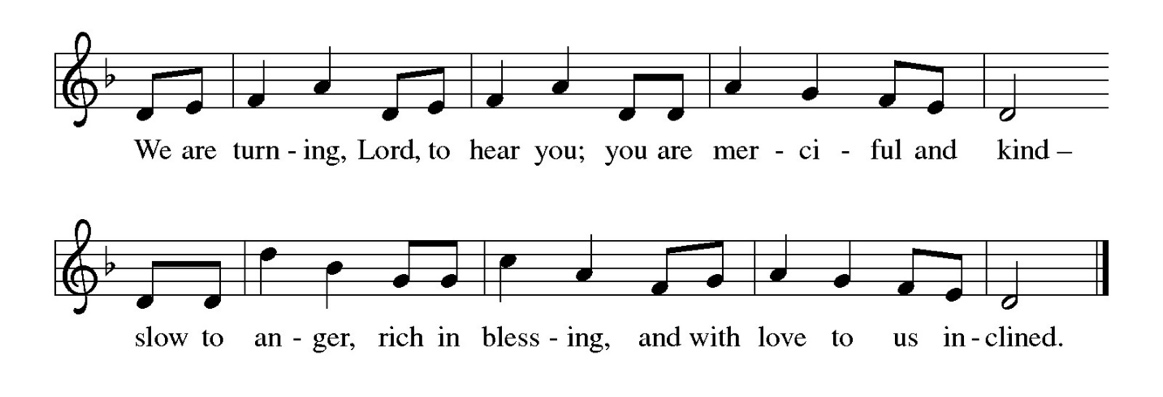 We are turn - ing, Lord, to hear you; you are mer - ci - ful and kind –
slow to an - ger, rich in bless - ing, and with love to us in - clined.